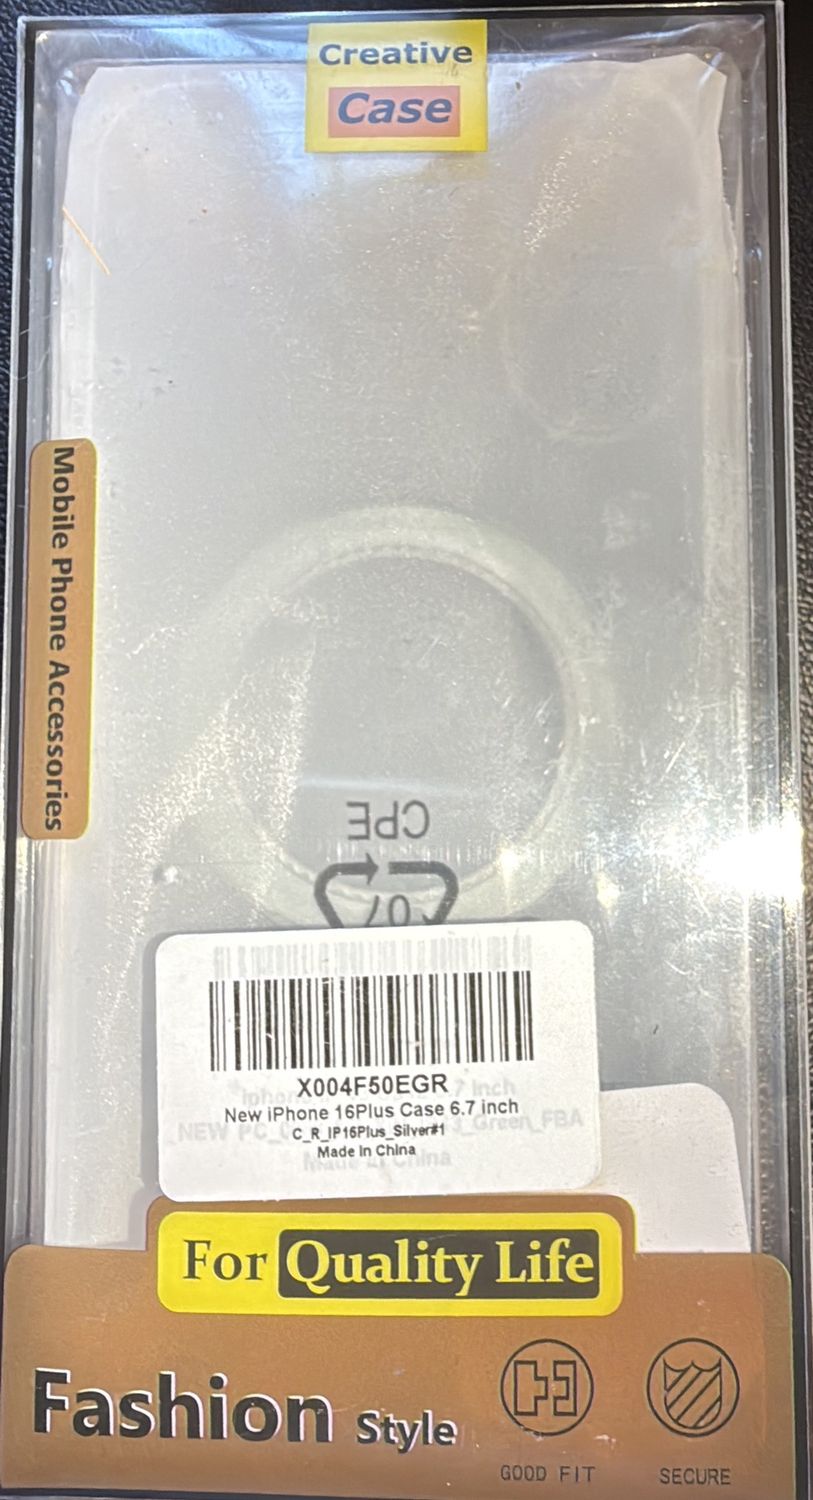 Creative
Case
Mobile Phone Accessories
CPE
07
X004F50EGR
New iPhone 16Plus Case 6.7 inch
C_R_IP16Plus_Silver#1
Made In China
For Quality Life
Fashion Style
GOOD FIT
SECURE